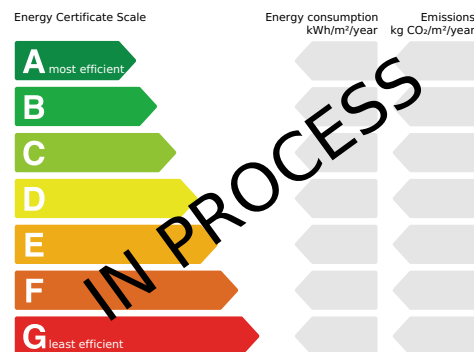 Energy Certificate Scale
Energy consumption
kWh/m²/year
Emissions
kg CO₂/m²/year
A most efficient
B
C
D
E
F
G least efficient
IN PROCESS